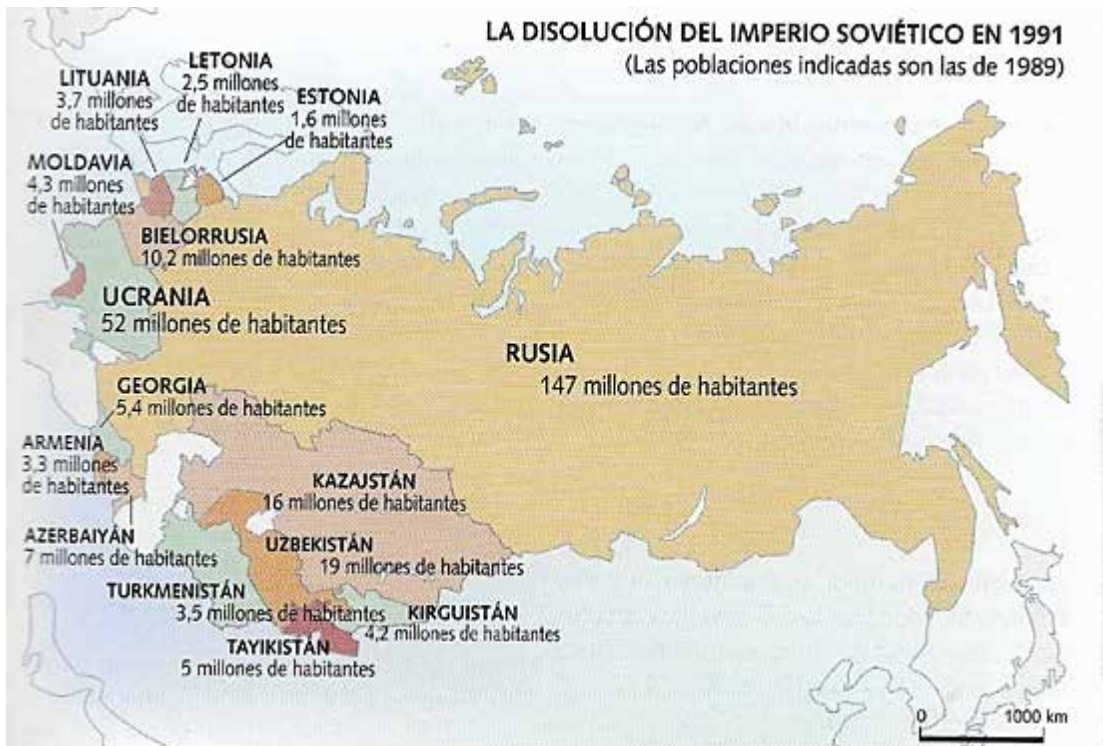 LA DISOLUCIÓN DEL IMPERIO SOVIÉTICO EN 1991
(Las poblaciones indicadas son las de 1989)
LETONIA
2,5 millones
de habitantes
LITUANIA
3,7 millones
de habitantes
ESTONIA
1,6 millones
de habitantes
MOLDAVIA
4,3 millones
de habitantes
BIELORRUSIA
10,2 millones de habitantes
UCRANIA
52 millones de habitantes
RUSIA
147 millones de habitantes
GEORGIA
5,4 millones de habitantes
ARMENIA
3,3 millones
de habitantes
KAZAJSTÁN
16 millones de habitantes
AZERBAIYÁN
7 millones de habitantes
UZBEKISTÁN
19 millones de habitantes
TURKMENISTÁN
3,5 millones de habitantes
KIRGUISTÁN
4,2 millones de habitantes
TAYIKISTÁN
5 millones de habitantes
0 1000 km